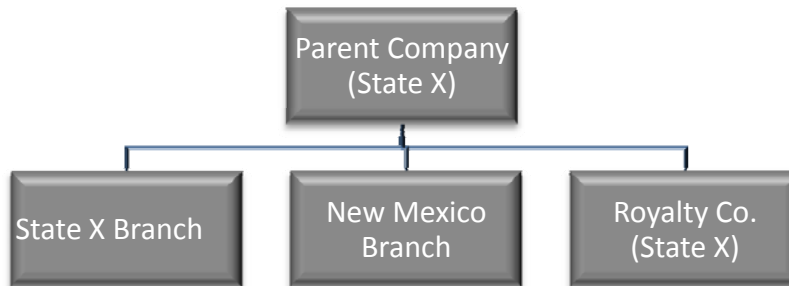 Parent Company
(State X)
State X Branch
New Mexico
Branch
Royalty Co.
(State X)